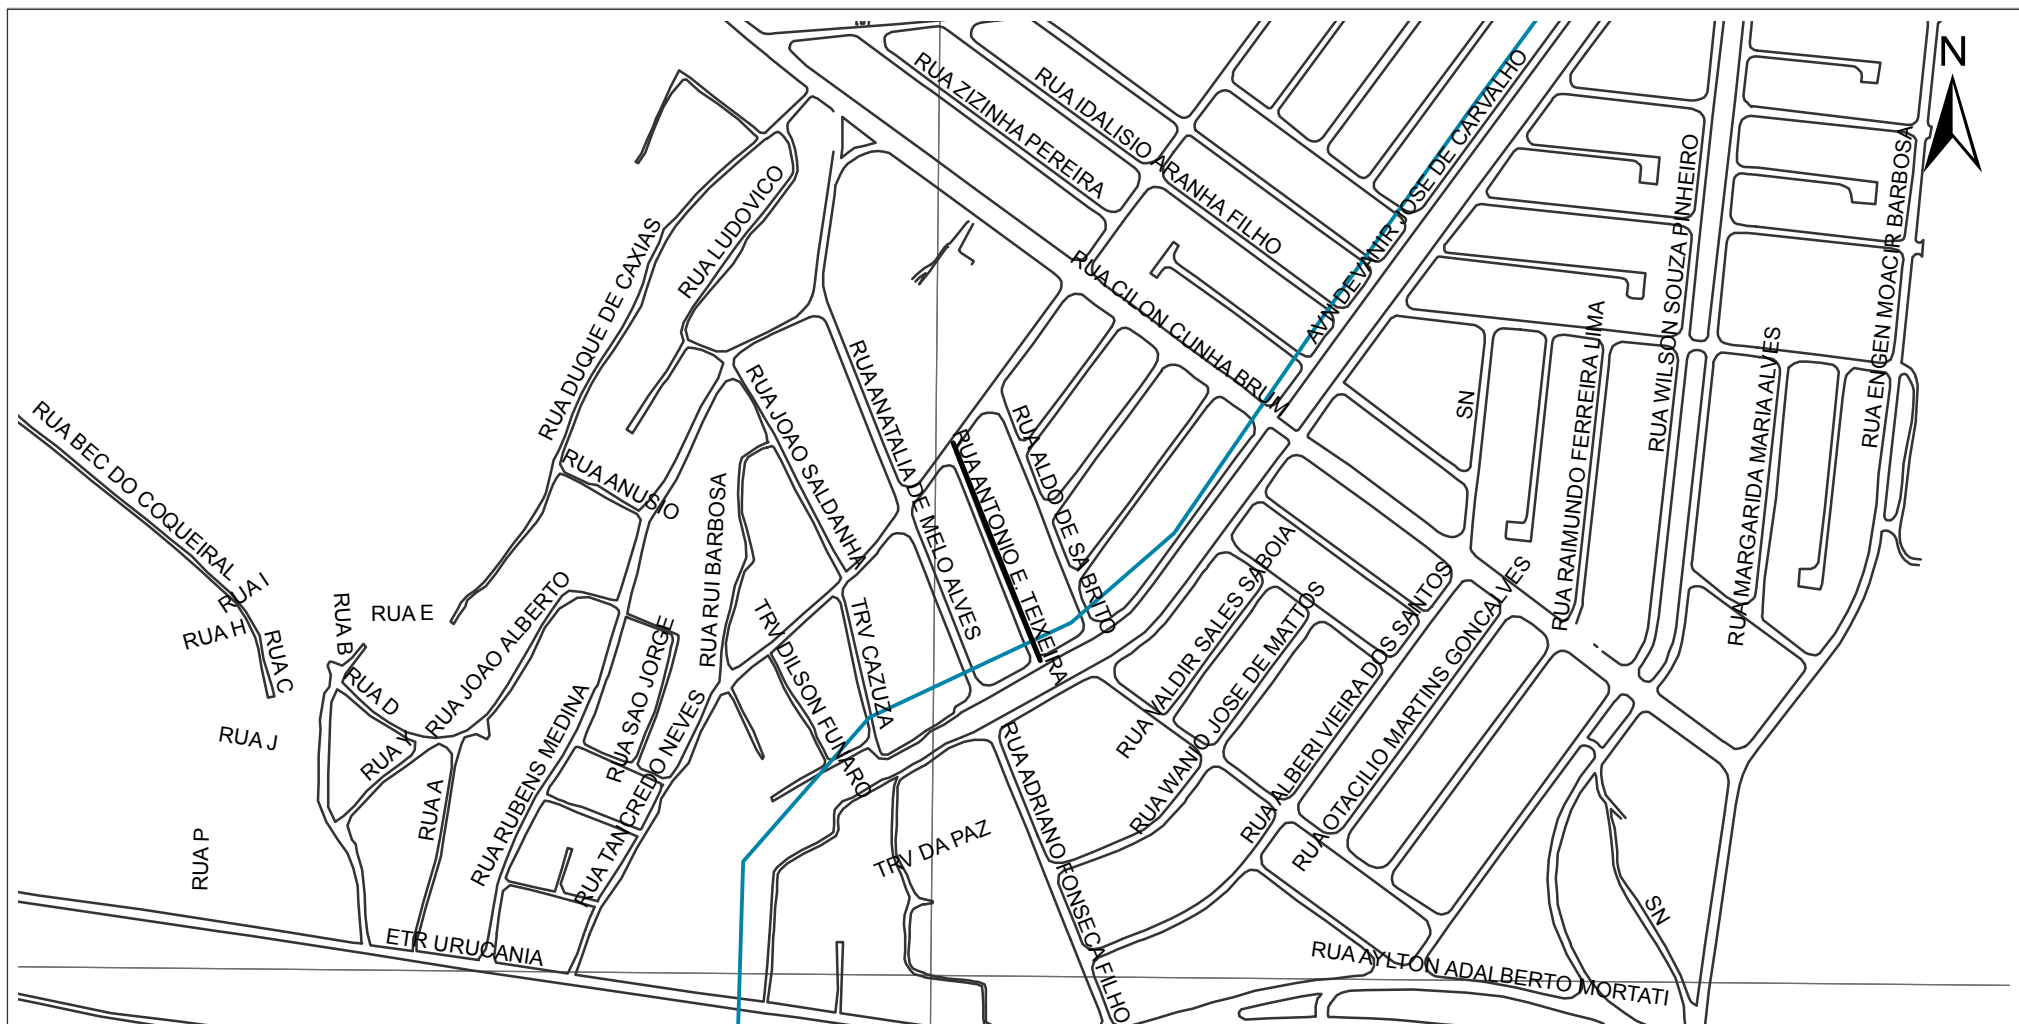 N
RUA ZIZINHA PEREIRA
RUA IDALISIO ARANHA FILHO
AVN DEVANIR JOSE DE CARVALHO
RUA LUDOVICO
RUA DUQUE DE CAXIAS
RUA CILON CUNHA BRUM
RUA WILSON SOUZA PINHEIRO
RUA ENGEN MOACIR BARBOSA
RUA RAIMUNDO FERREIRA LIMA
RUA MARGARIDA MARIA ALVES
SN
RUA BEC DO COQUEIRAL
RUA ANUSIO
RUA JOAO SALDANHA
RUA ANATALIA DE MELO ALVES
RUA ALDO DE SA BRITO
RUA ANTONIO E. TEIXEIRA
RUA RUI BARBOSA
RUA I
RUA H
RUA C
RUA B
RUA E
RUA J
RUA D
RUA Y
RUA JOAO ALBERTO
RUA SAO JORGE
TRV DILSON FUNARO
TRV CAZUZA
RUA VALDIR SALES SABOIA
RUA WANIO JOSE DE MATTOS
RUA ALBERI VIEIRA DOS SANTOS
RUA OTACILIO MARTINS GONCALVES
RUA A
RUA P
RUA RUBENS MEDINA
RUA TANCREDO NEVES
TRV DA PAZ
RUA ADRIANO FONSECA FILHO
SN
ETR URUCANIA
RUA AYLTON ADALBERTO MORTATI